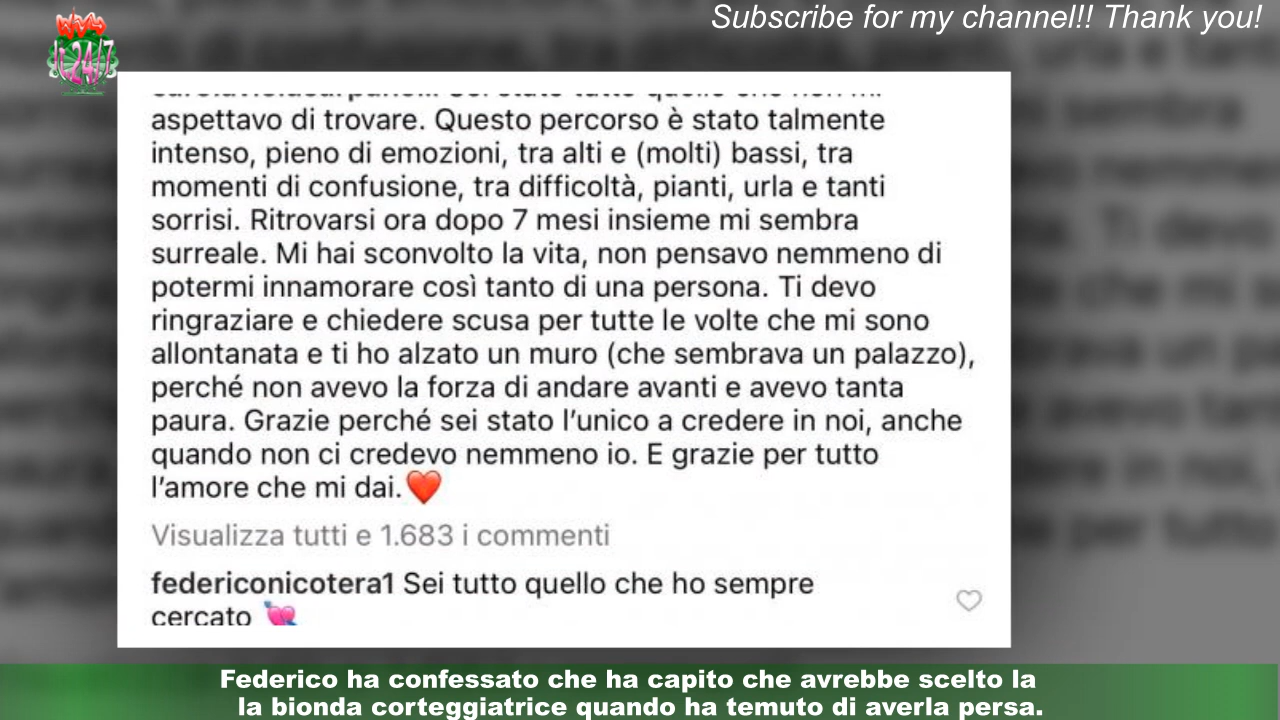 Subscribe for my channel!! Thank you!
aspettavo di trovare. Questo percorso è stato talmente
intenso, pieno di emozioni, tra alti e (molti) bassi, tra
momenti di confusione, tra difficoltà, pianti, urla e tanti
sorrisi. Ritrovarsi ora dopo 7 mesi insieme mi sembra
surreale. Mi hai sconvolto la vita, non pensavo nemmeno di
potermi innamorare così tanto di una persona. Ti devo
ringraziare e chiedere scusa per tutte le volte che mi sono
allontanata e ti ho alzato un muro (che sembrava un palazzo),
perché non avevo la forza di andare avanti e avevo tanta
paura. Grazie perché sei stato l’unico a credere in noi, anche
quando non ci credevo nemmeno io. E grazie per tutto
l’amore che mi dai.❤️
Visualizza tutti e 1.683 i commenti
federiconicotera1 Sei tutto quello che ho sempre
cercato 💘
Federico ha confessato che ha capito che avrebbe scelto la
la bionda corteggiatrice quando ha temuto di averla persa.